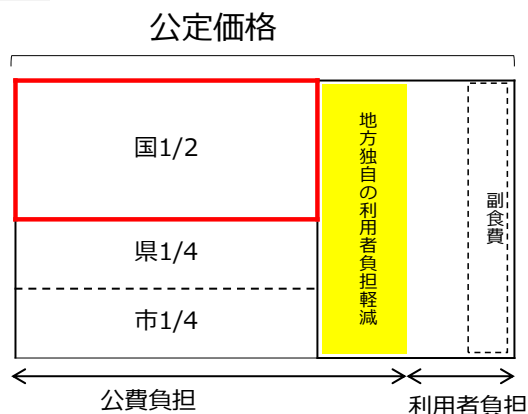 公定価格
国1/2
県1/4
市1/4
地方独自の利用者負担軽減
副食費
公費負担
利用者負担